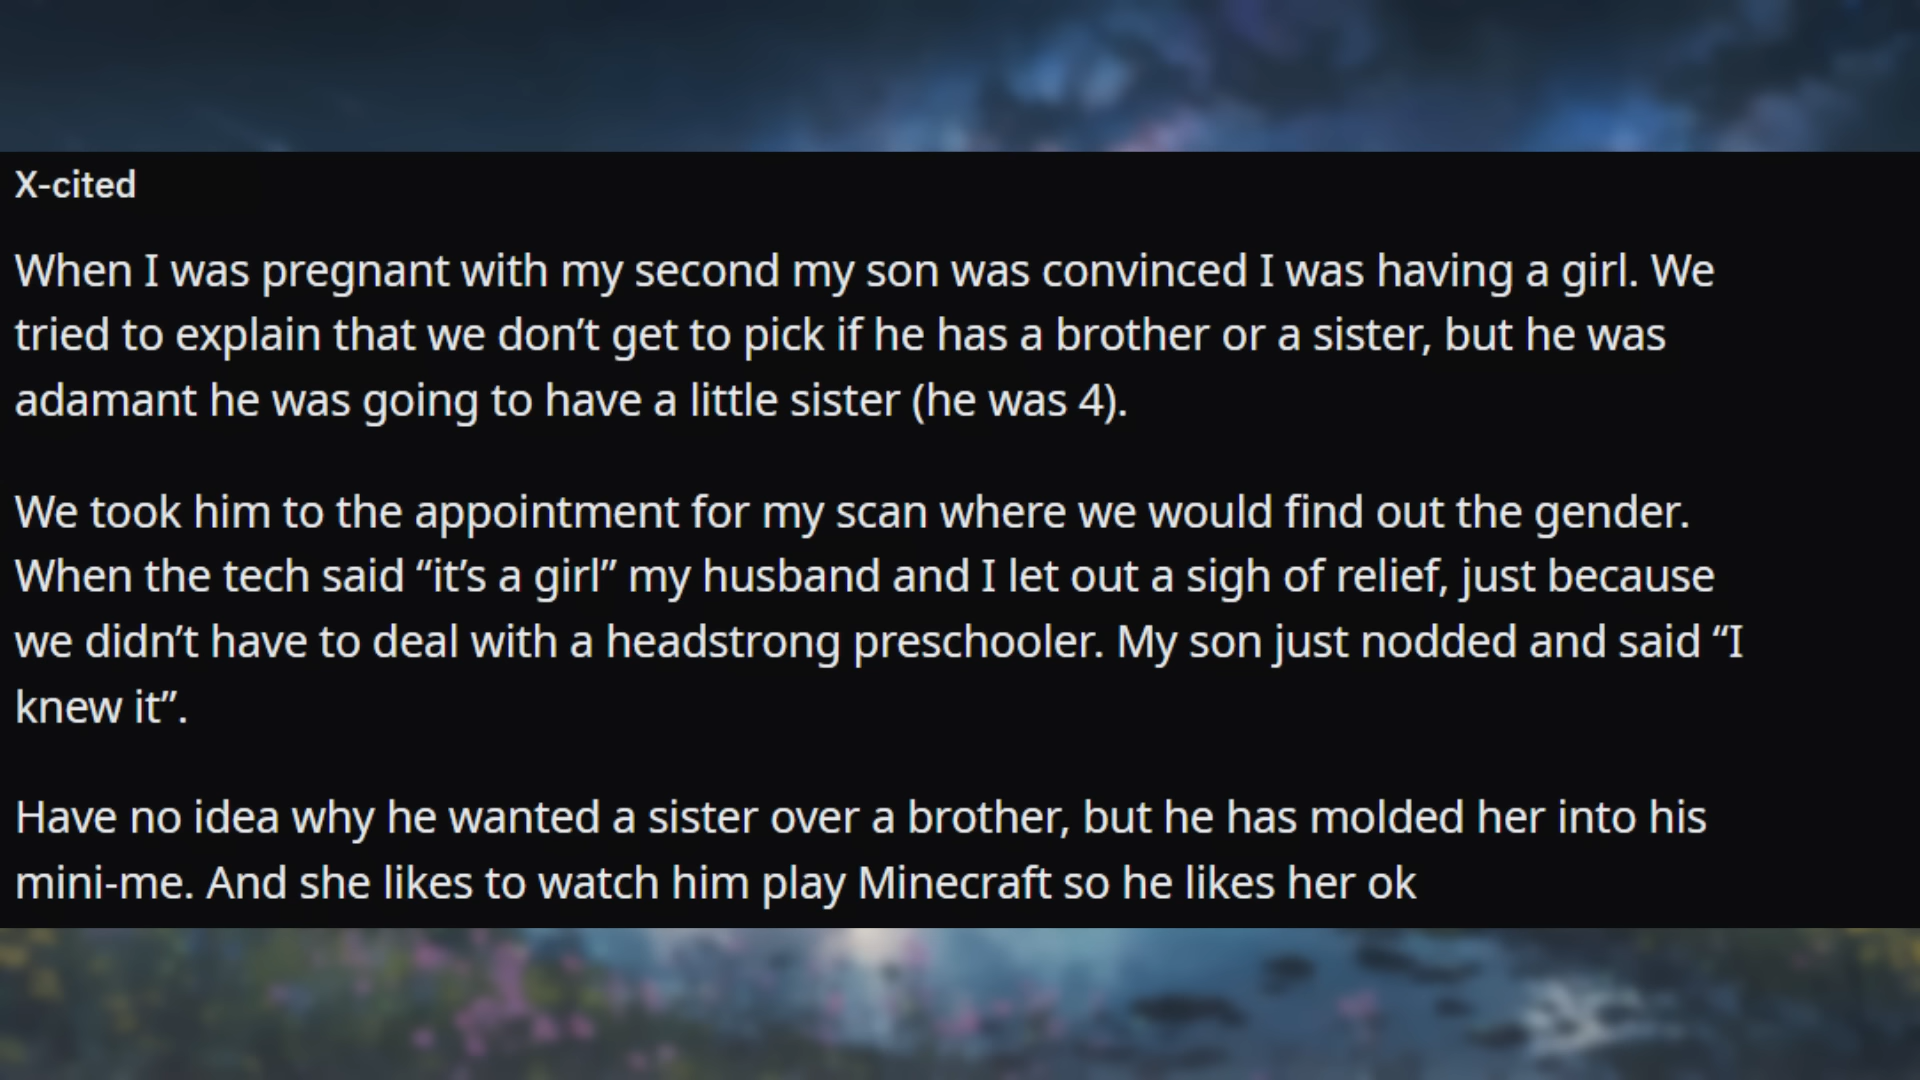 X-cited
When I was pregnant with my second my son was convinced I was having a girl. We
tried to explain that we don’t get to pick if he has a brother or a sister, but he was
adamant he was going to have a little sister (he was 4).
We took him to the appointment for my scan where we would find out the gender.
When the tech said “it’s a girl” my husband and I let out a sigh of relief, just because
we didn’t have to deal with a headstrong preschooler. My son just nodded and said “I
knew it”.
Have no idea why he wanted a sister over a brother, but he has molded her into his
mini-me. And she likes to watch him play Minecraft so he likes her ok